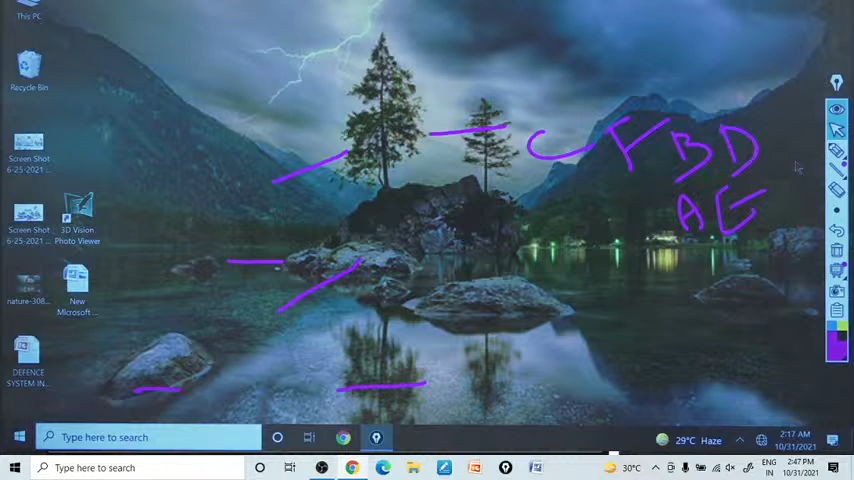 This PC
Recycle Bin
Screen Shot
6-25-2021 ...
3D Vision
Photo Viewer
Screen Shot
6-25-2021 ...
nature-308...
New
Microsoft ...
DEFENCE
SYSTEM IN...
C F B D
A E
Type here to search
29°C Haze
2:17 AM
10/31/2021
Type here to search
30°C
ENG
IN
2:47 PM
10/31/2021